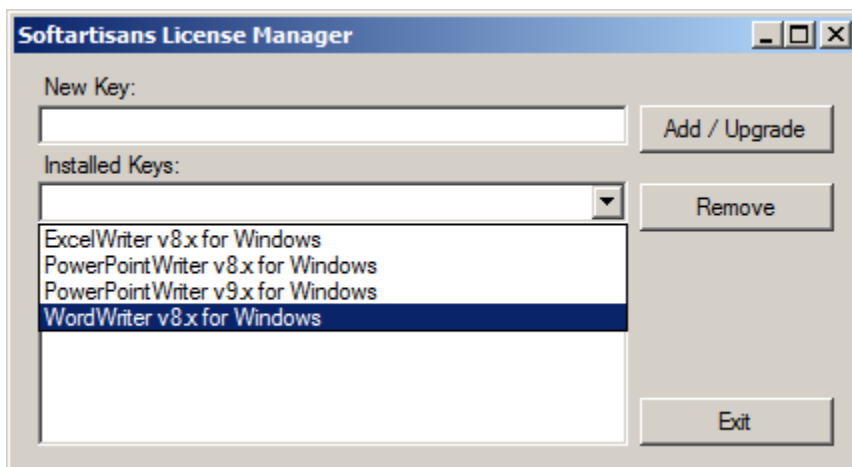 Softartisans License Manager
New Key:
Add / Upgrade
Installed Keys:
Remove
ExcelWriter v8.x for Windows
PowerPointWriter v8.x for Windows
PowerPointWriter v9.x for Windows
WordWriter v8.x for Windows
Exit